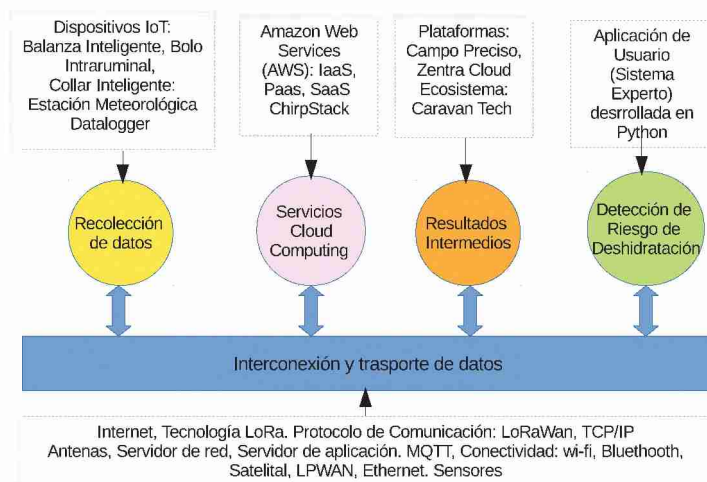 Dispositivos IoT:
Balanza Inteligente, Bolo
Intraruminal,
Collar Inteligente:
Estación Meteorológica
Datalogger
Amazon Web
Services
(AWS): IaaS,
Paas, SaaS
ChirpStack
Plataformas:
Campo Preciso,
Zentra Cloud
Ecosistema:
Caravan Tech
Aplicación de
Usuario
(Sistema
Experto)
desrrollada en
Python
Recolección
de datos
Servicios
Cloud
Computing
Resultados
Intermedios
Detección de
Riesgo de
Deshidratación
Interconexión y trasporte de datos
Internet, Tecnología LoRa. Protocolo de Comunicación: LoRaWan, TCP/IP
Antenas, Servidor de red, Servidor de aplicación. MQTT, Conectividad: wi-fi, Bluethooth,
Satelital, LPWAN, Ethernet. Sensores